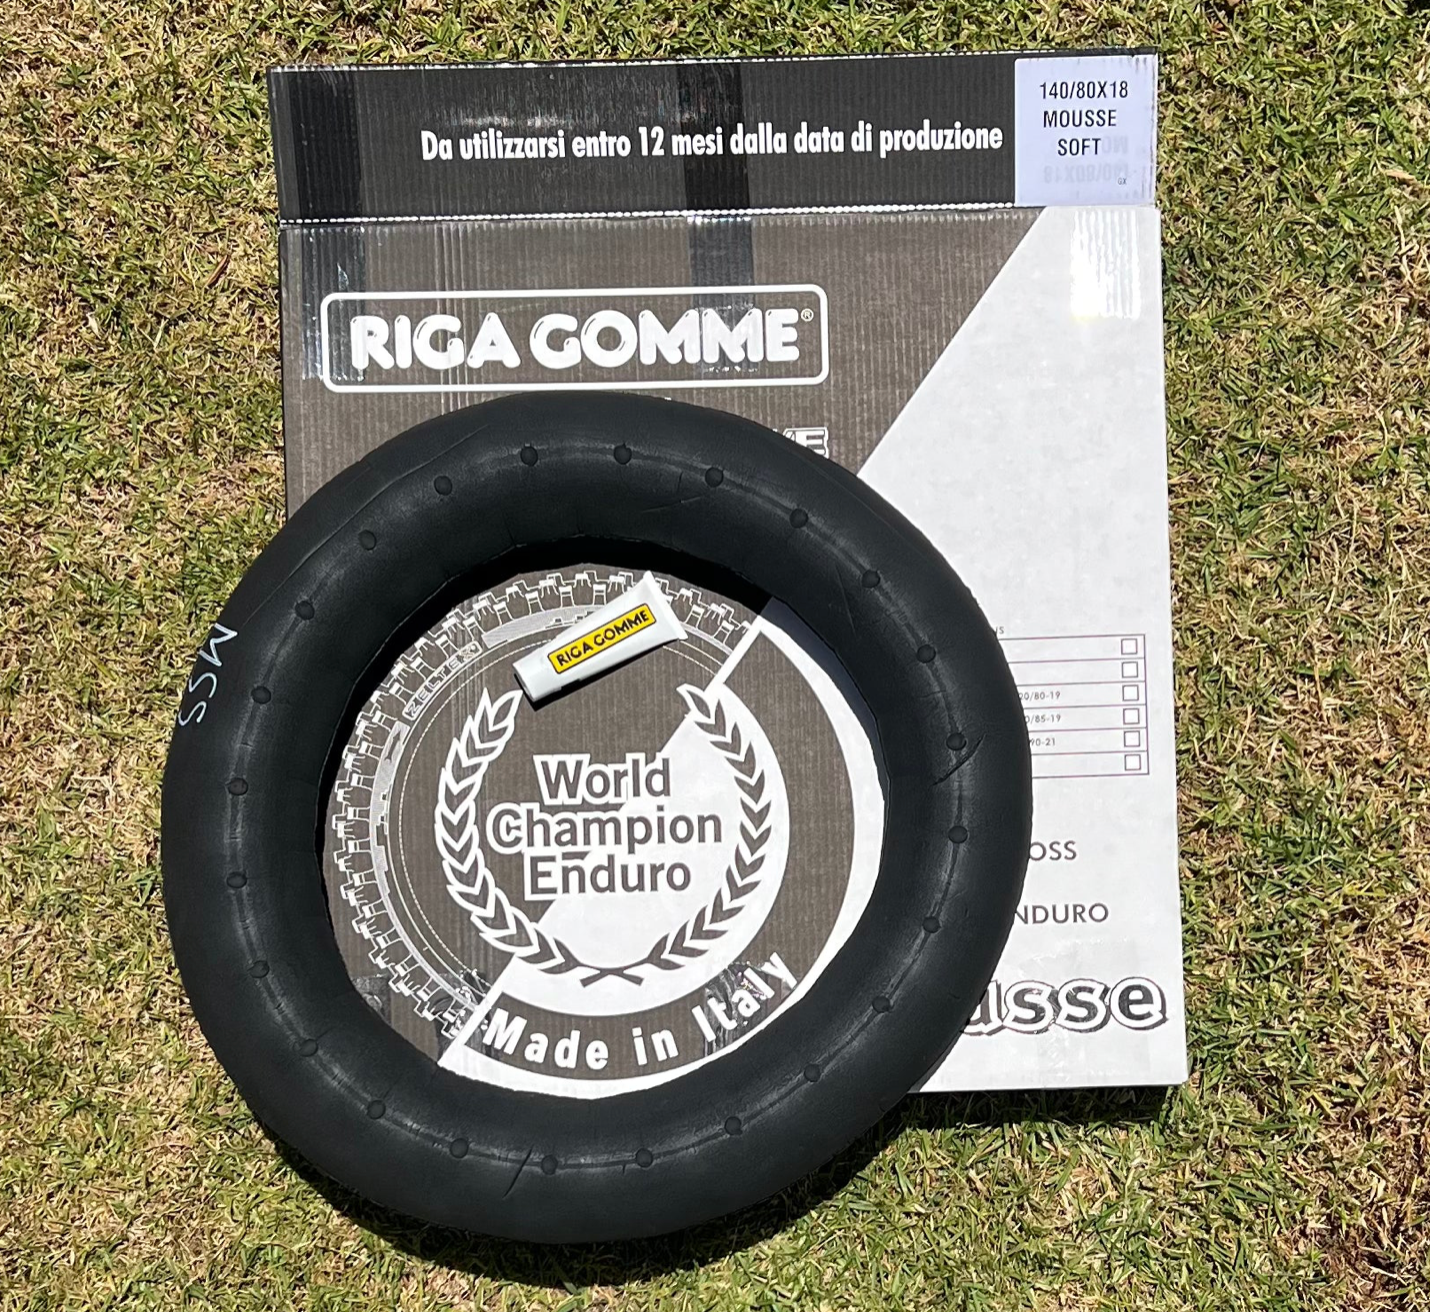 140/80X18
MOUSSE
SOFT
GX
Da utilizzarsi entro 12 mesi dalla data di produzione
RIGA GOMME®
RIGA GOMME
MSS
World
Champion
Enduro
Made in Italy